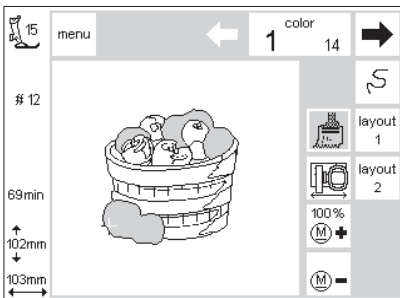 15
menu
color
1 14
# 12
layout
1
layout
2
69min
100%
M +
102mm
M -
103mm